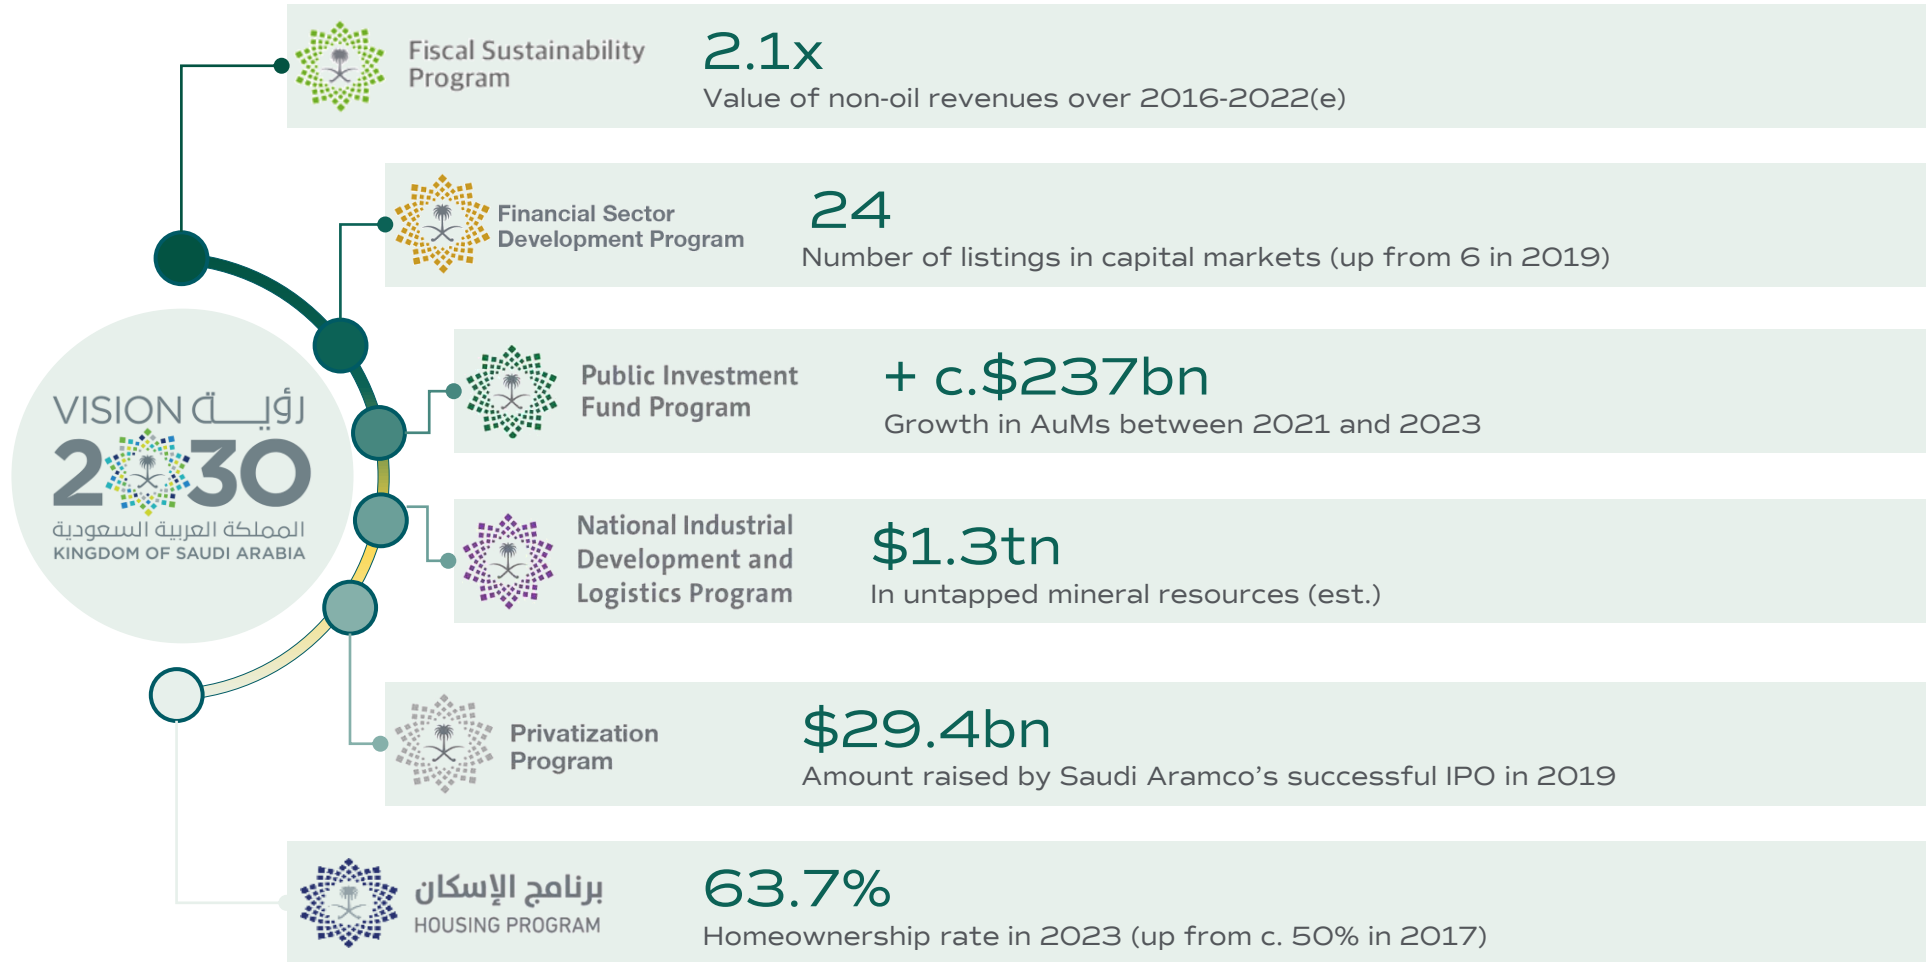 Fiscal Sustainability
Program
2.1x
Value of non-oil revenues over 2016-2022(e)
Financial Sector
Development Program
24
Number of listings in capital markets (up from 6 in 2019)
Public Investment
Fund Program
+ c.$237bn
Growth in AuMs between 2021 and 2023
VISION رؤيـــة
2030
المملكة العربية السعودية
KINGDOM OF SAUDI ARABIA
National Industrial
Development and
Logistics Program
$1.3tn
In untapped mineral resources (est.)
Privatization
Program
$29.4bn
Amount raised by Saudi Aramco’s successful IPO in 2019
برنامج الإسكان
HOUSING PROGRAM
63.7%
Homeownership rate in 2023 (up from c. 50% in 2017)